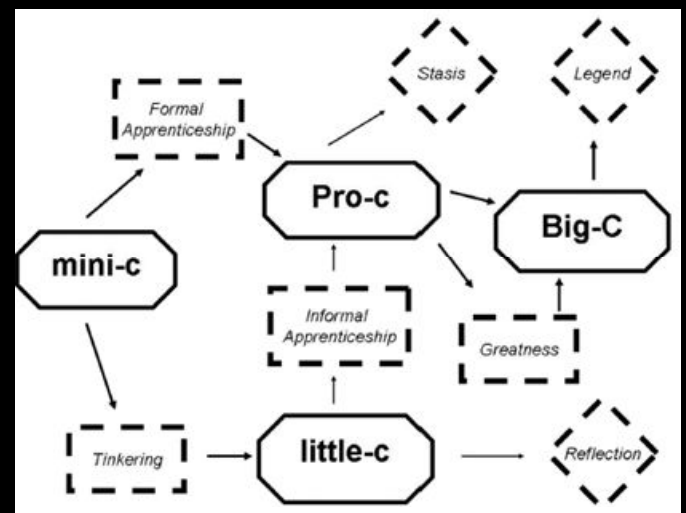 Stasis
Legend
Formal
Apprenticeship
Pro-c
Big-C
mini-c
Informal
Apprenticeship
Greatness
Tinkering
little-c
Reflection